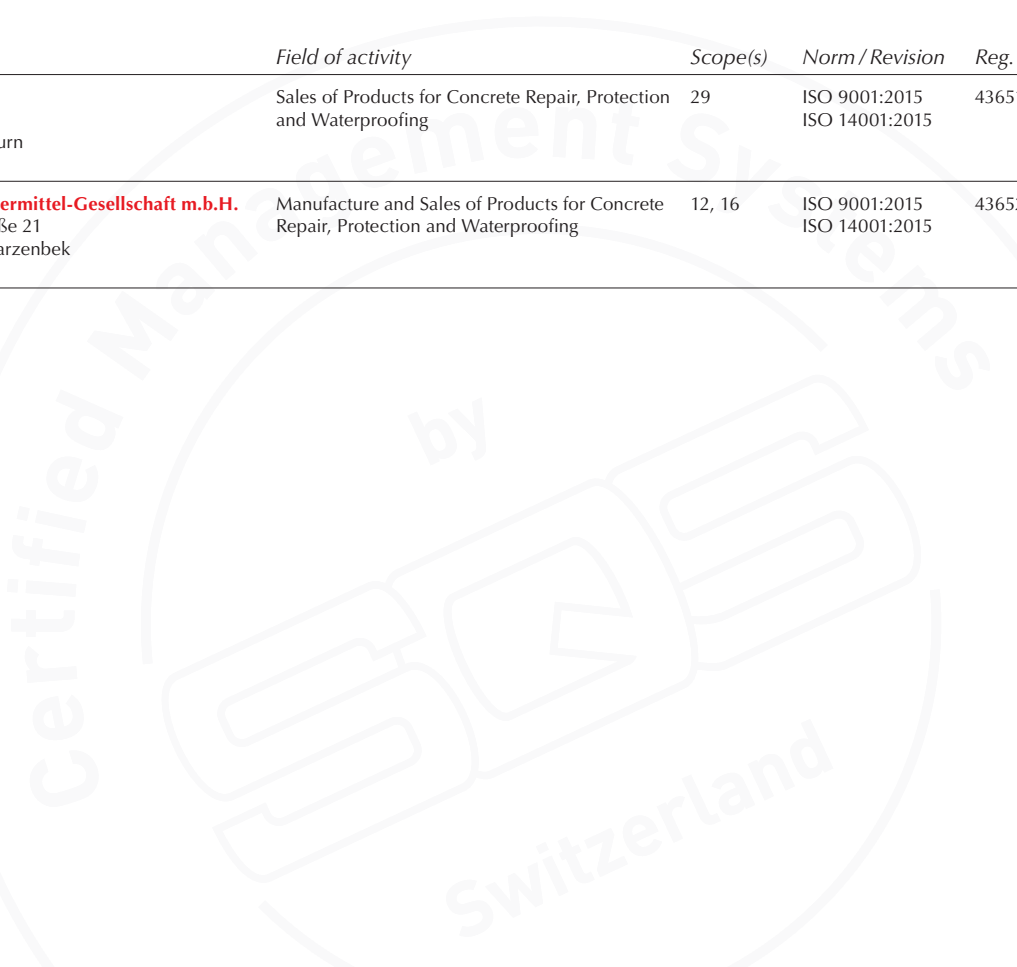 Field of activity Scope(s) Norm / Revision Reg.
Sales of Products for Concrete Repair, Protection 29 ISO 9001:2015 4365
and Waterproofing ISO 14001:2015
urn
ermittel-Gesellschaft m.b.H. Manufacture and Sales of Products for Concrete 12, 16 ISO 9001:2015 4365
ße 21 Repair, Protection and Waterproofing ISO 14001:2015
arzenbek
Certified Management Systems
by
SQS
Switzerland